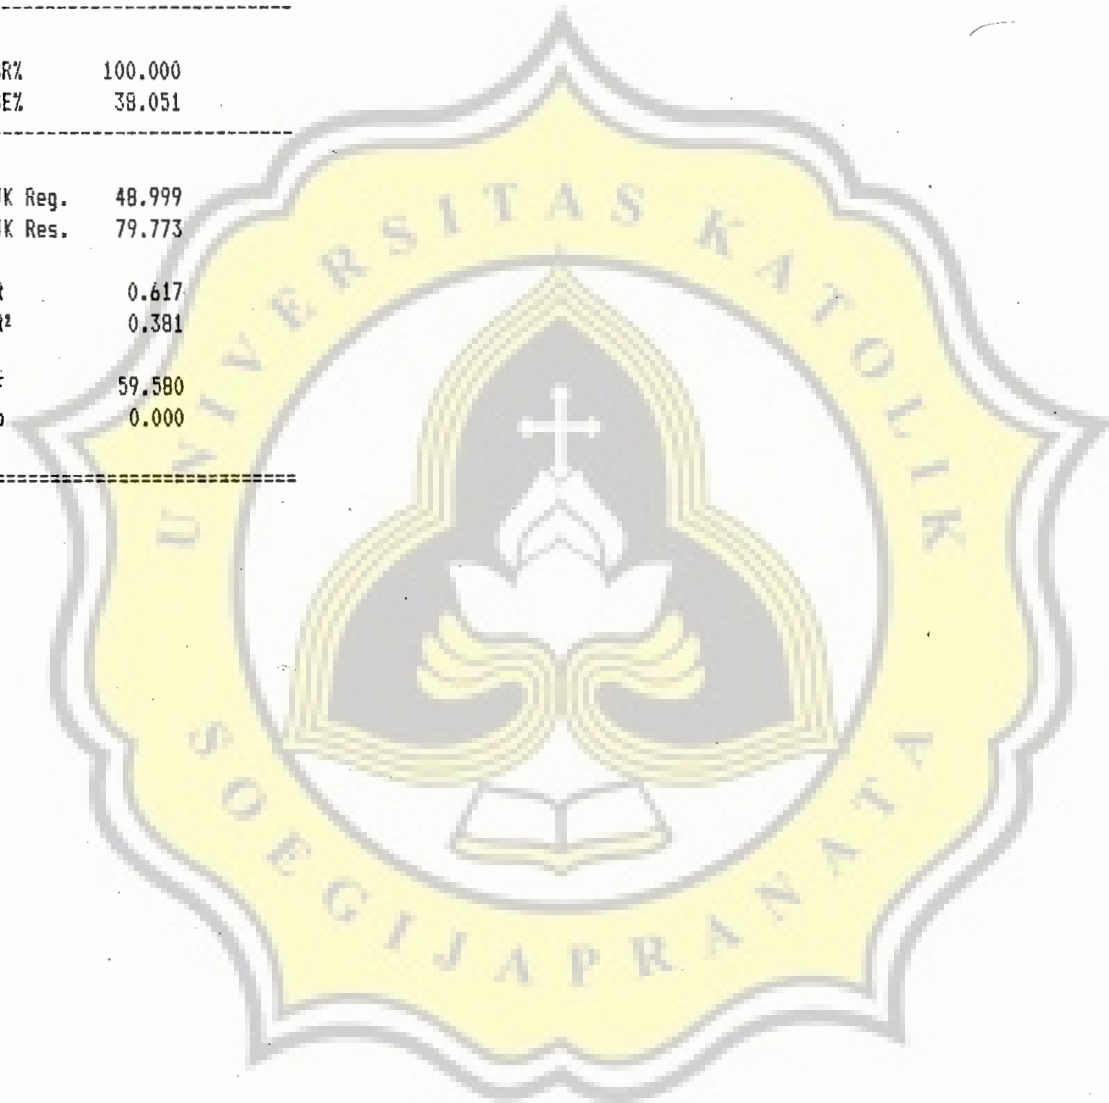 R% 100.000
E% 38.051
K Reg. 48.999
K Res. 79.773
0.617
R² 0.381
59.580
0.000
UNIVERSITAS KATOLIK
SOEGIJAPRANATA